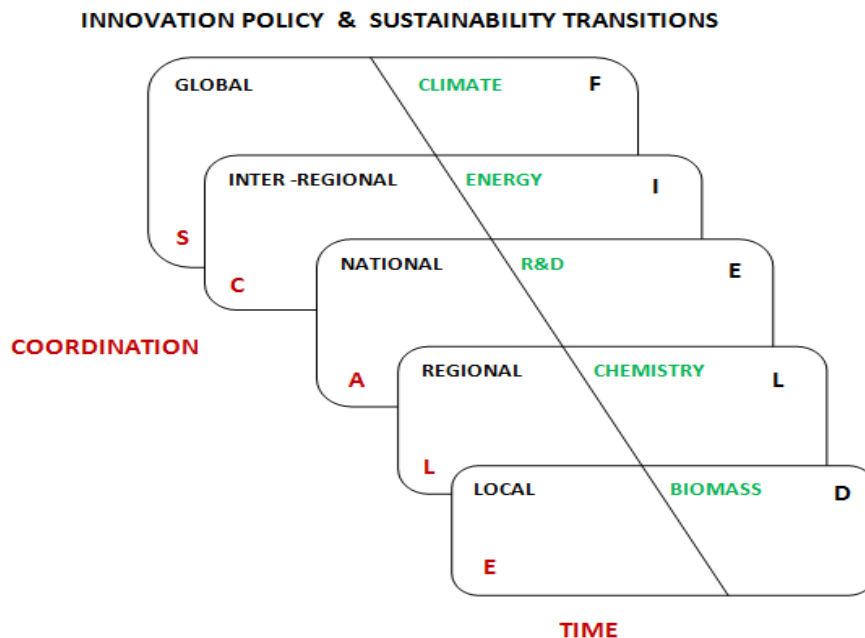 INNOVATION POLICY & SUSTAINABILITY TRANSITIONS
GLOBAL CLIMATE F
INTER -REGIONAL ENERGY I
S
NATIONAL R&D E
C
COORDINATION
REGIONAL CHEMISTRY L
A
L
LOCAL BIOMASS D
E
TIME